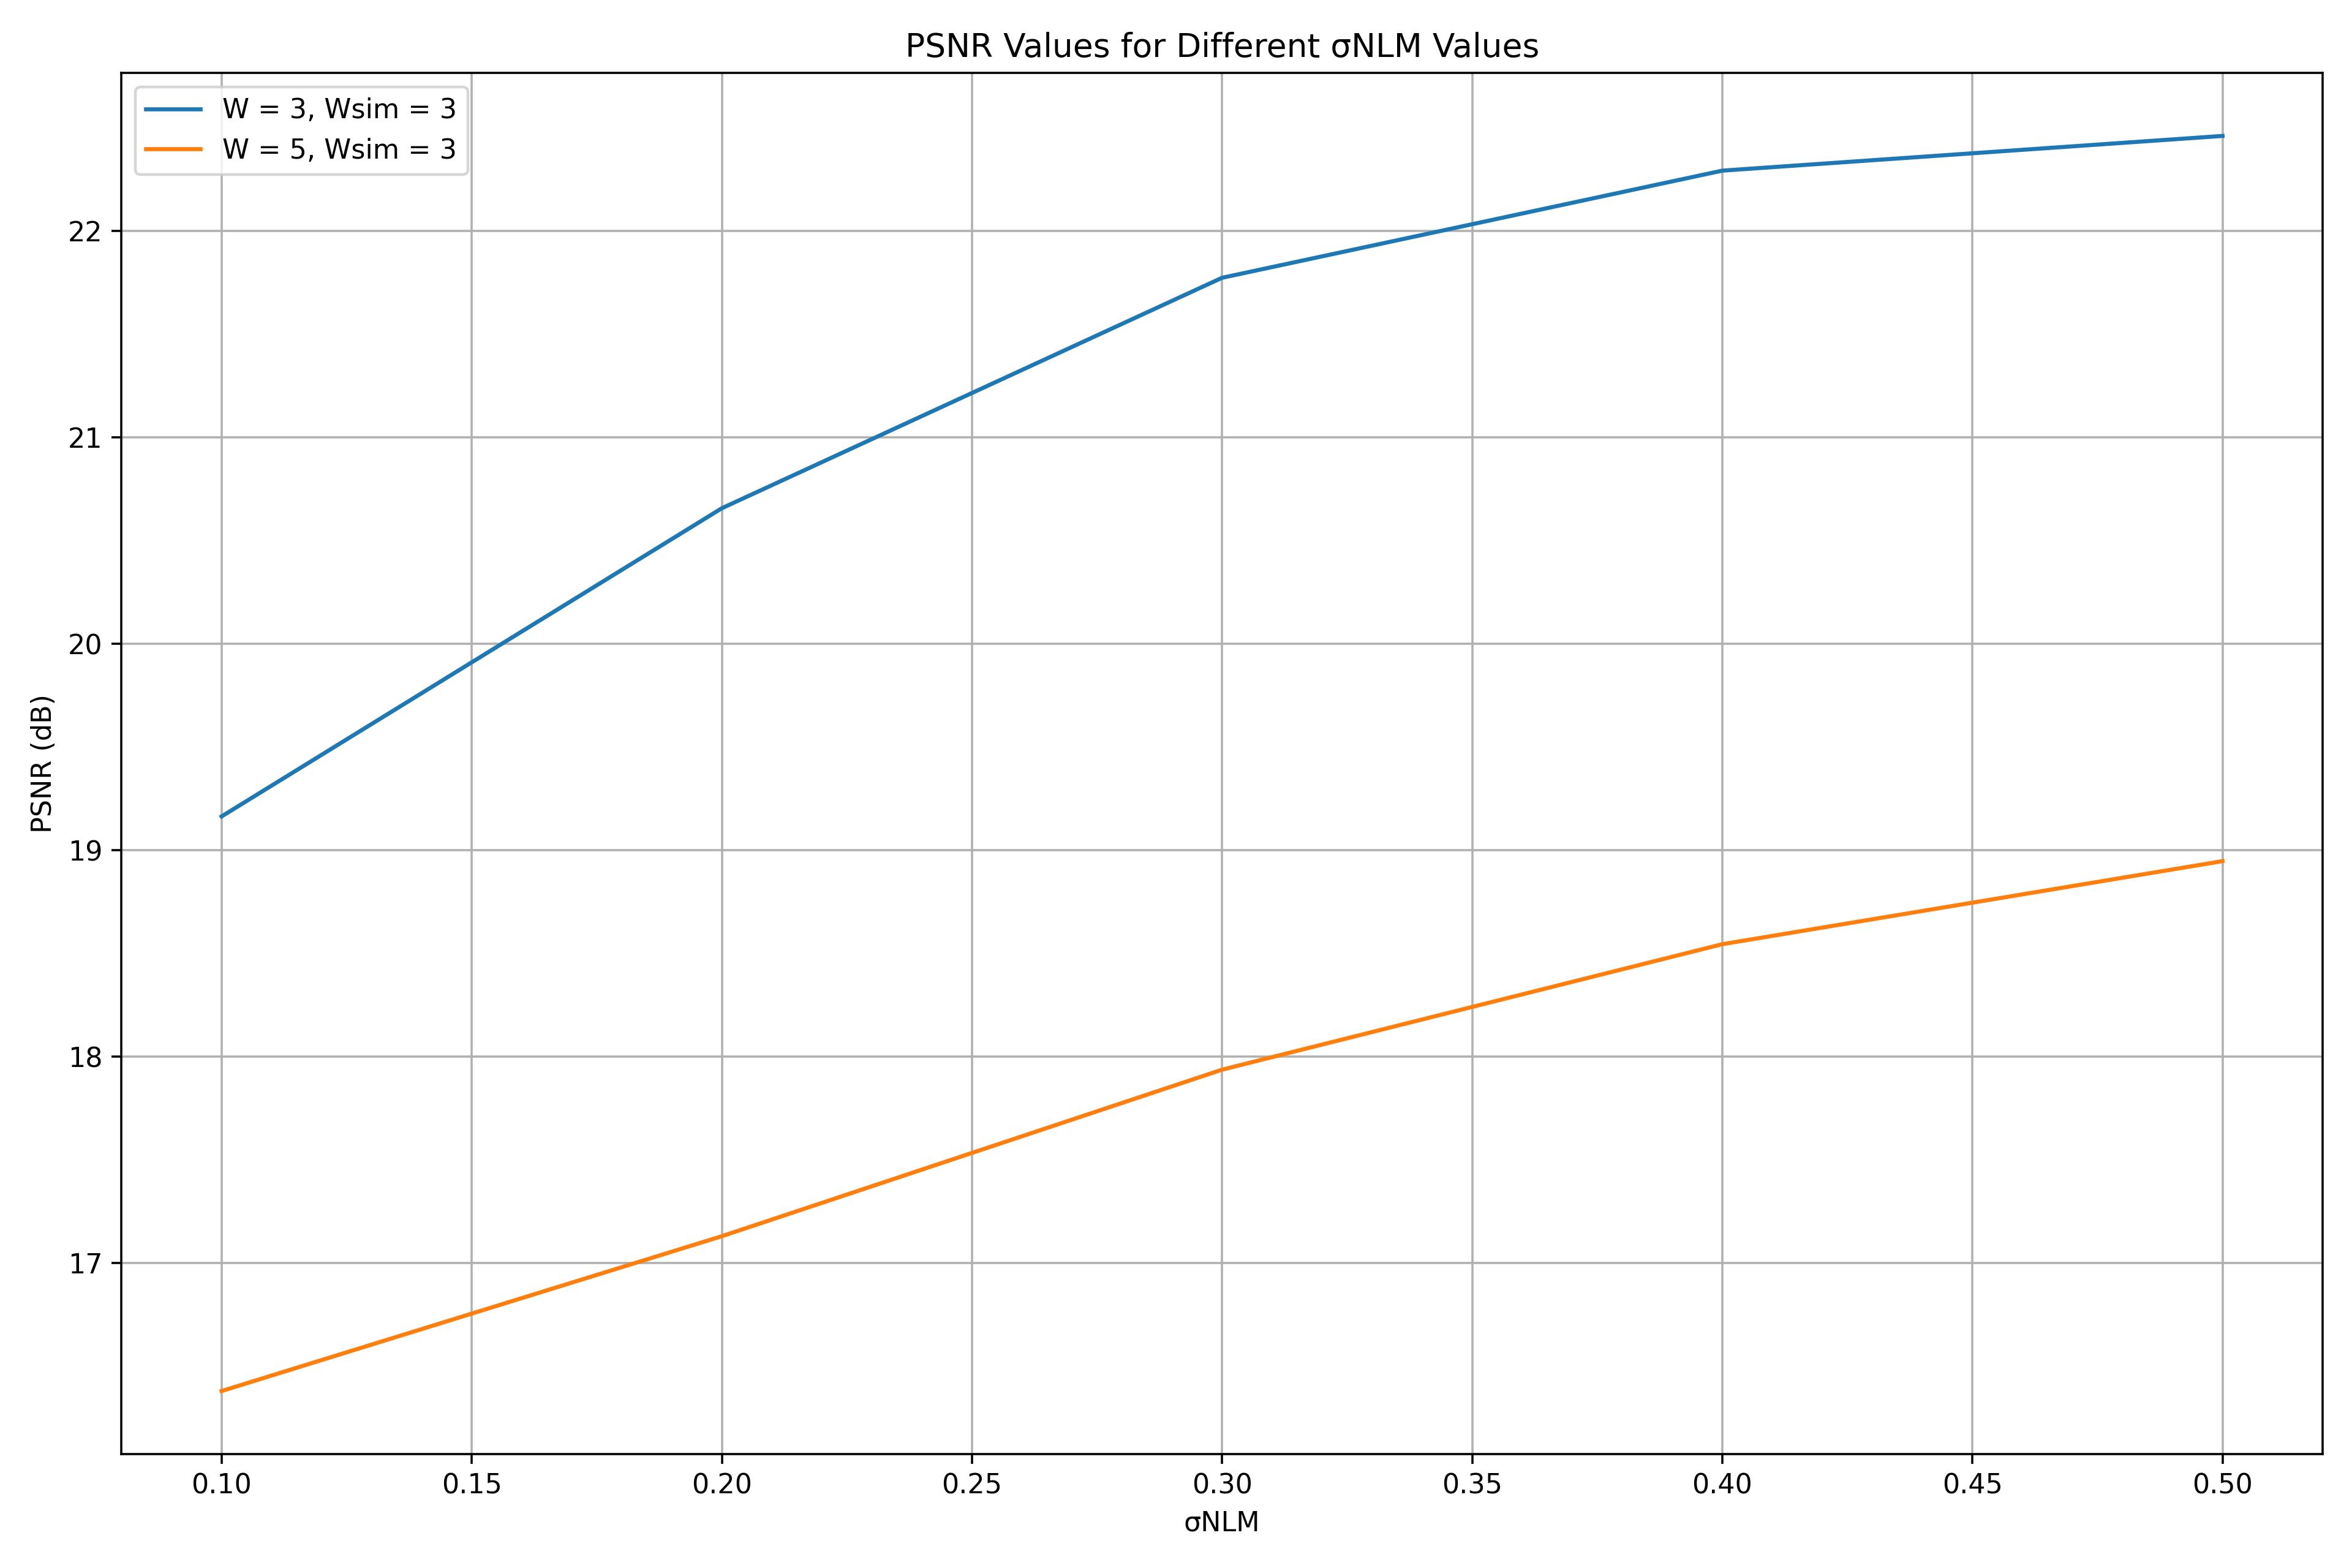 PSNR Values for Different σNLM Values
W = 3, Wsim = 3
W = 5, Wsim = 3
PSNR (dB)
22
21
20
19
18
17
0.10 0.15 0.20 0.25 0.30 0.35 0.40 0.45 0.50
σNLM